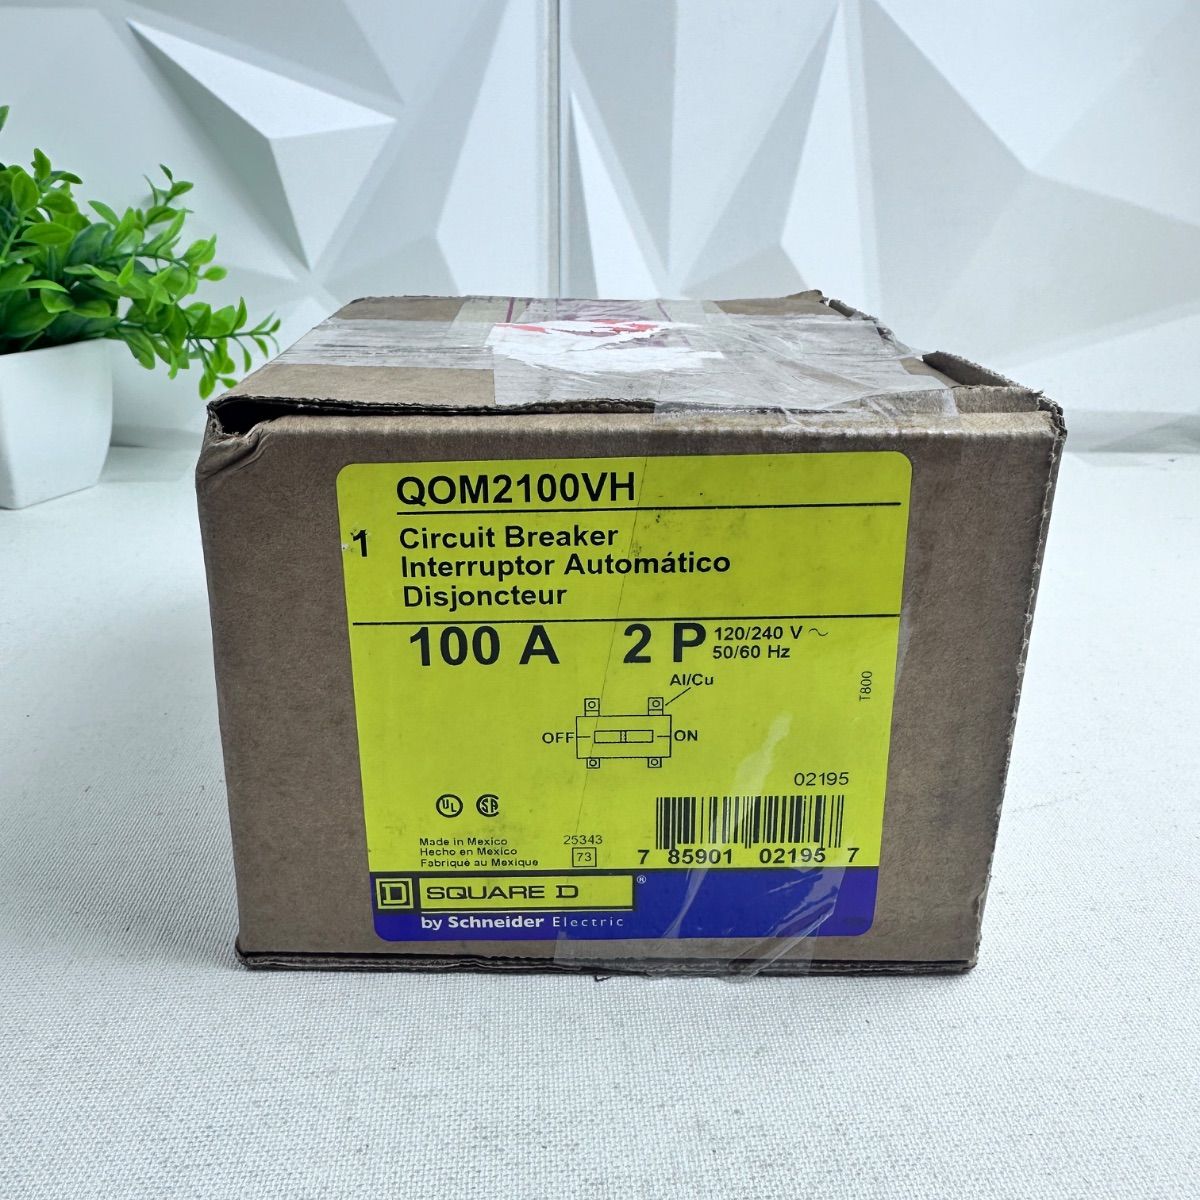 QOM2100VH
1
Circuit Breaker
Interruptor Automático
Disjoncteur
100 A 2 P 120/240 V ~
50/60 Hz
Al/Cu
T800
OFF ON
02195
UL SA
Made in Mexico
Hecho en Mexico
Fabriqué au Mexique
25343
73
7 85901 02195 7
D SQUARE D ®
by Schneider Electric